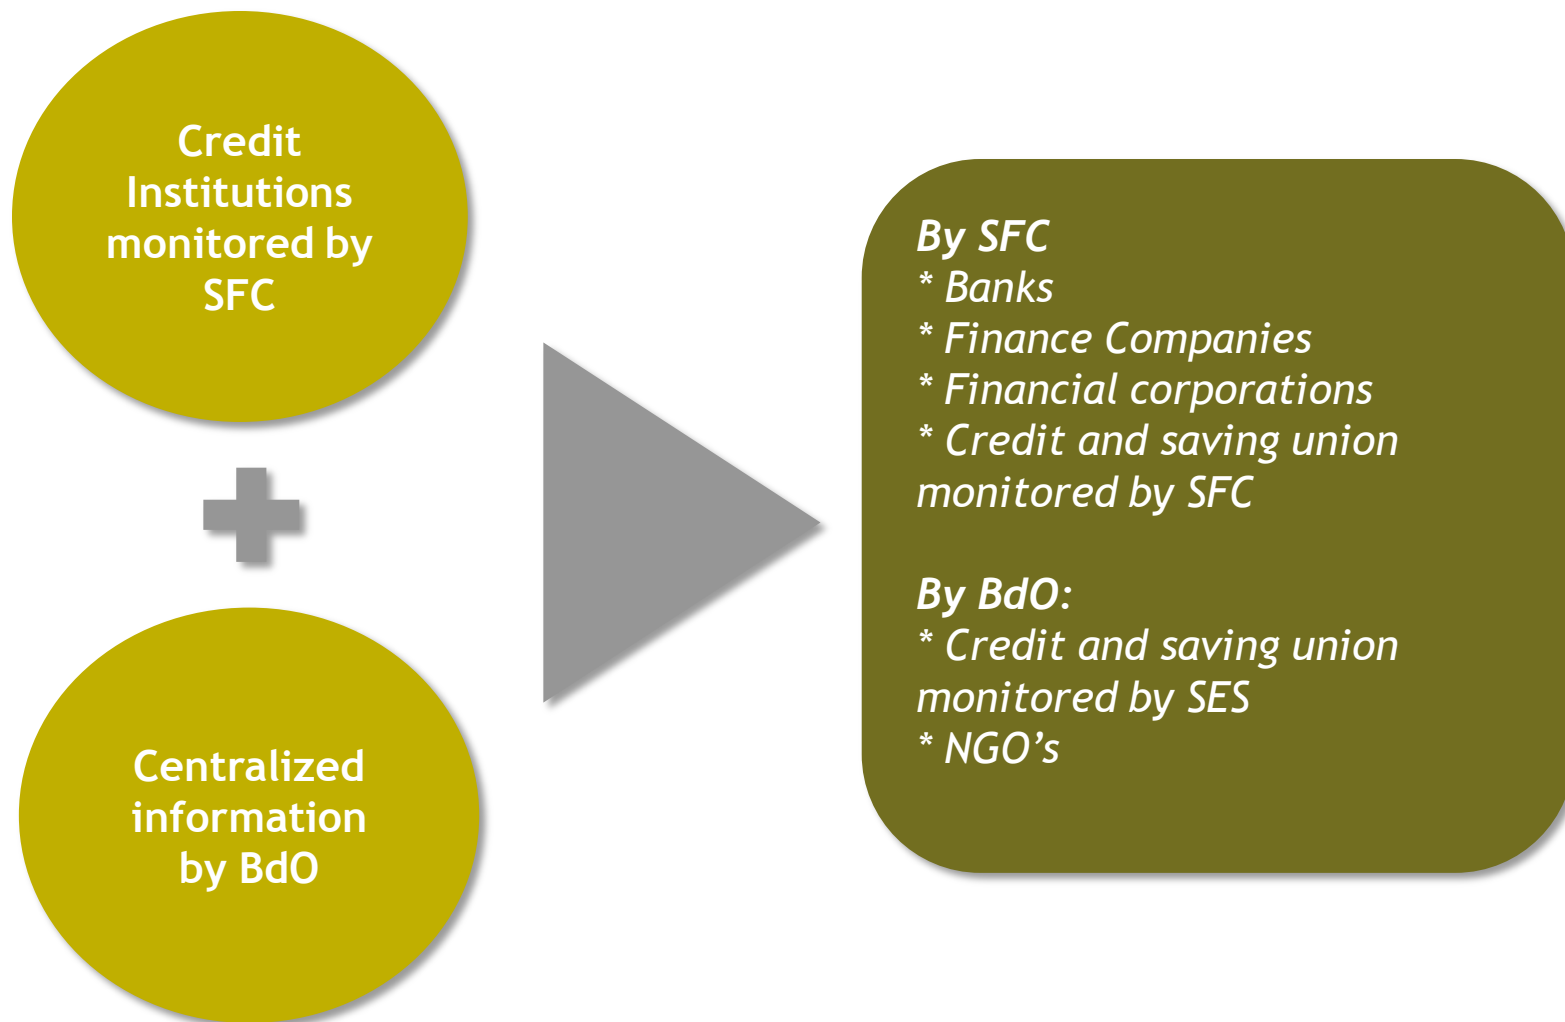 Credit
Institutions
monitored by
SFC
Centralized
information
by BdO
By SFC
* Banks
* Finance Companies
* Financial corporations
* Credit and saving union
monitored by SFC
By BdO:
* Credit and saving union
monitored by SES
* NGO’s